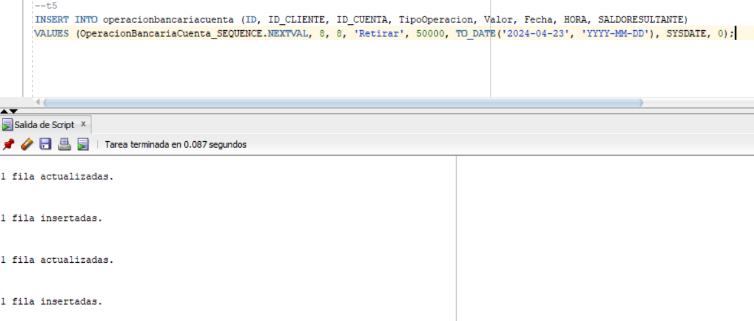 --t5
INSERT INTO operacionbancariacuenta (ID, ID_CLIENTE, ID_CUENTA, TipoOperacion, Valor, Fecha, HORA, SALDORESULTANTE)
VALUES (OperacionBancariaCuenta_SEQUENCE.NEXTVAL, 8, 8, 'Retirar', 50000, TO_DATE('2024-04-23', 'YYYY-MM-DD'), SYSDATE, 0);
Salida de Script x
Tarea terminada en 0.087 segundos
1 fila actualizadas.
1 fila insertadas.
1 fila actualizadas.
1 fila insertadas.